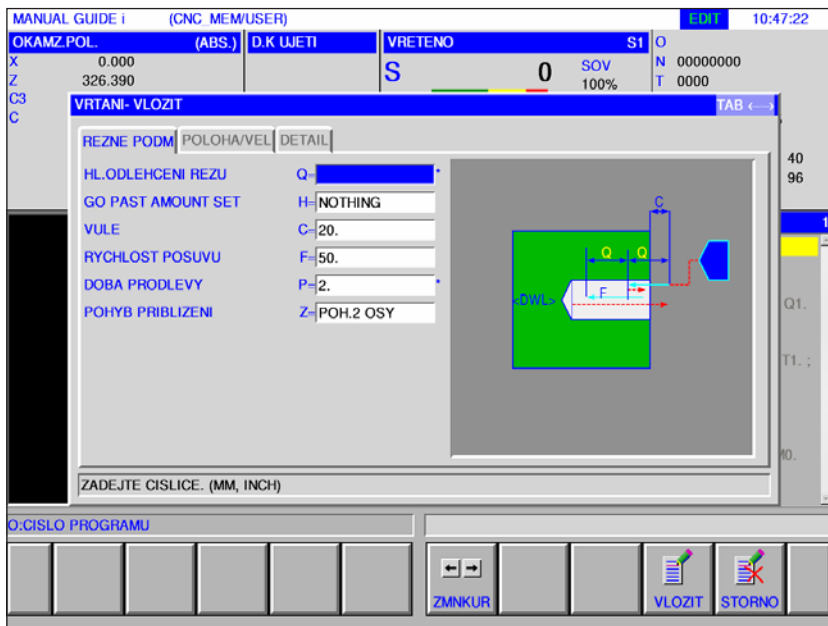 MANUAL GUIDE i (CNC_MEM/USER) EDIT 10:47:22
OKAMZ.POL. (ABS.) D.K UJETI VRETENO S1 O
X 0.000 S 0 SOV N 00000000
Z 326.390 100% T 0000
C3
C
VRTANI- VLOZIT TAB ←→
REZNE PODM POLOHA/VEL DETAIL
HL.ODLEHCENI REZU Q= *
GO PAST AMOUNT SET H=NOTHING
VULE C=20.
RYCHLOST POSUVU F=50.
DOBA PRODLEVY P=2. *
POHYB PRIBLIZENI Z=POH.2 OSY
C
Q Q
<DWL> F
40
96
1
Q1.
T1. ;
M0.
ZADEJTE CISLICE. (MM, INCH)
O:CISLO PROGRAMU
ZMNKUR VLOZIT STORNO